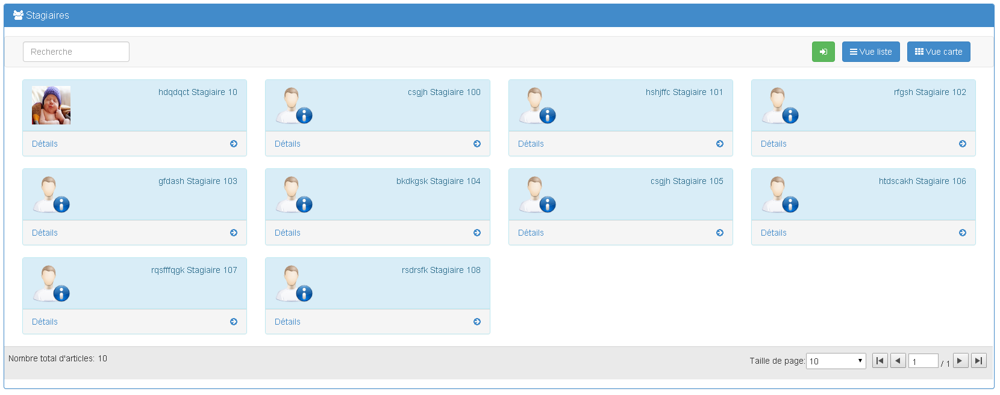 Stagiaires
Recherche
Vue liste
Vue carte
hdqdqct Stagiaire 10
csgjh Stagiaire 100
hshjffc Stagiaire 101
rfgsh Stagiaire 102
Détails
Détails
Détails
Détails
gfdash Stagiaire 103
bkdkgsk Stagiaire 104
csgjh Stagiaire 105
htdscakh Stagiaire 106
Détails
Détails
Détails
Détails
rqsfffqgk Stagiaire 107
rsdrsfk Stagiaire 108
Détails
Détails
Nombre total d'articles: 10
Taille de page: 10
1 / 1